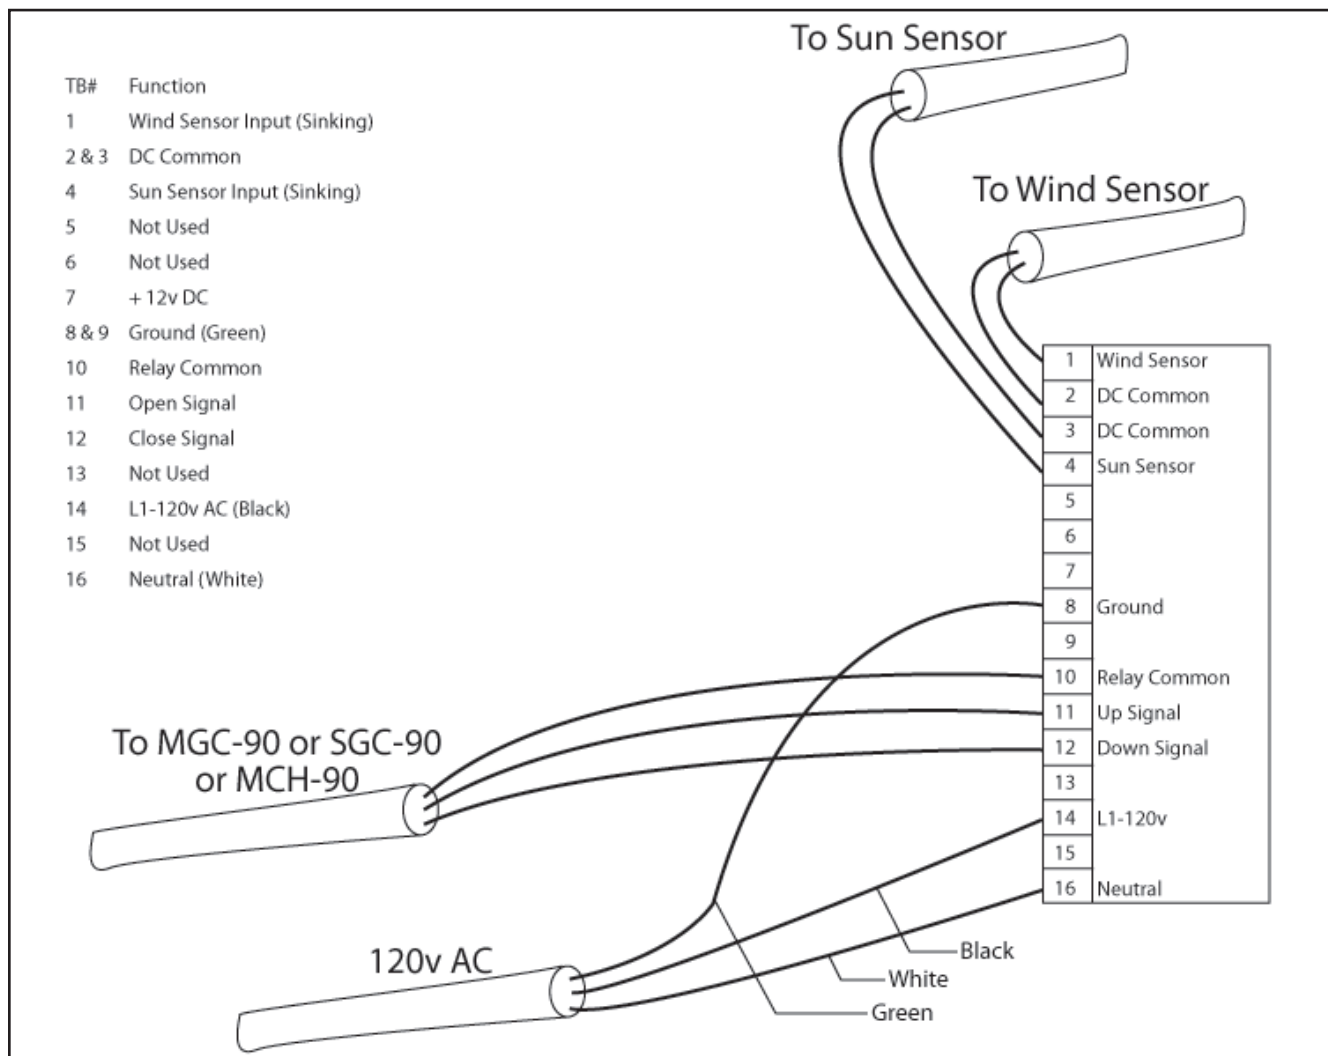 To Sun Sensor
TB# Function
1 Wind Sensor Input (Sinking)
2 & 3 DC Common
4 Sun Sensor Input (Sinking)
5 Not Used
6 Not Used
7 + 12v DC
8 & 9 Ground (Green)
10 Relay Common
11 Open Signal
12 Close Signal
13 Not Used
14 L1-120v AC (Black)
15 Not Used
16 Neutral (White)
To Wind Sensor
1 Wind Sensor
2 DC Common
3 DC Common
4 Sun Sensor
5
6
7
8 Ground
9
10 Relay Common
11 Up Signal
12 Down Signal
13
14 L1-120v
15
16 Neutral
To MGC-90 or SGC-90
or MCH-90
120v AC
Black
White
Green